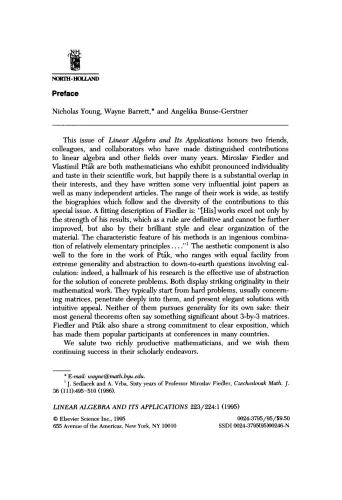 NH
NORTH-HOLLAND
Preface
Nicholas Young, Wayne Barrett,* and Angelika Bunse-Gerstner
This issue of Linear Algebra and Its Applications honors two friends,
colleagues, and collaborators who have made distinguished contributions
to linear algebra and other fields over many years. Miroslav Fiedler and
Vlastimil Pták are both mathematicians who exhibit pronounced individuality
and taste in their scientific work, but happily there is a substantial overlap in
their interests, and they have written some very influential joint papers as
well as many independent articles. The range of their work is wide, as testify
the biographies which follow and the diversity of the contributions to this
special issue. A fitting description of Fiedler is: "[His] works excel not only by
the strength of his results, which as a rule are definitive and cannot be further
improved, but also by their brilliant style and clear organization of the
material. The characteristic feature of his methods is an ingenious combina-
tion of relatively elementary principles . . . ."¹ The aesthetic component is also
well to the fore in the work of Pták, who ranges with equal facility from
extreme generality and abstraction to down-to-earth questions involving cal-
culation: indeed, a hallmark of his research is the effective use of abstraction
for the solution of concrete problems. Both display striking originality in their
mathematical work. They typically start from hard problems, usually concern-
ing matrices, penetrate deeply into them, and present elegant solutions with
intuitive appeal. Neither of them pursues generality for its own sake: their
most general theorems often say something significant about 3-by-3 matrices.
Fiedler and Pták also share a strong commitment to clear exposition, which
has made them popular participants at conferences in many countries.
We salute two richly productive mathematicians, and we wish them
continuing success in their scholarly endeavors.
* E-mail: wayne@math.byu.edu.
¹ J. Sedlacek and A. Vrba, Sixty years of Professor Miroslav Fiedler, Czechoslovak Math. J.
36 (111):495-510 (1986).
LINEAR ALGEBRA AND ITS APPLICATIONS 223/224:1 (1995)
© Elsevier Science Inc., 1995 0024-3795/95/$9.50
655 Avenue of the Americas, New York, NY 10010 SSDI 0024-3795(95)00246-N